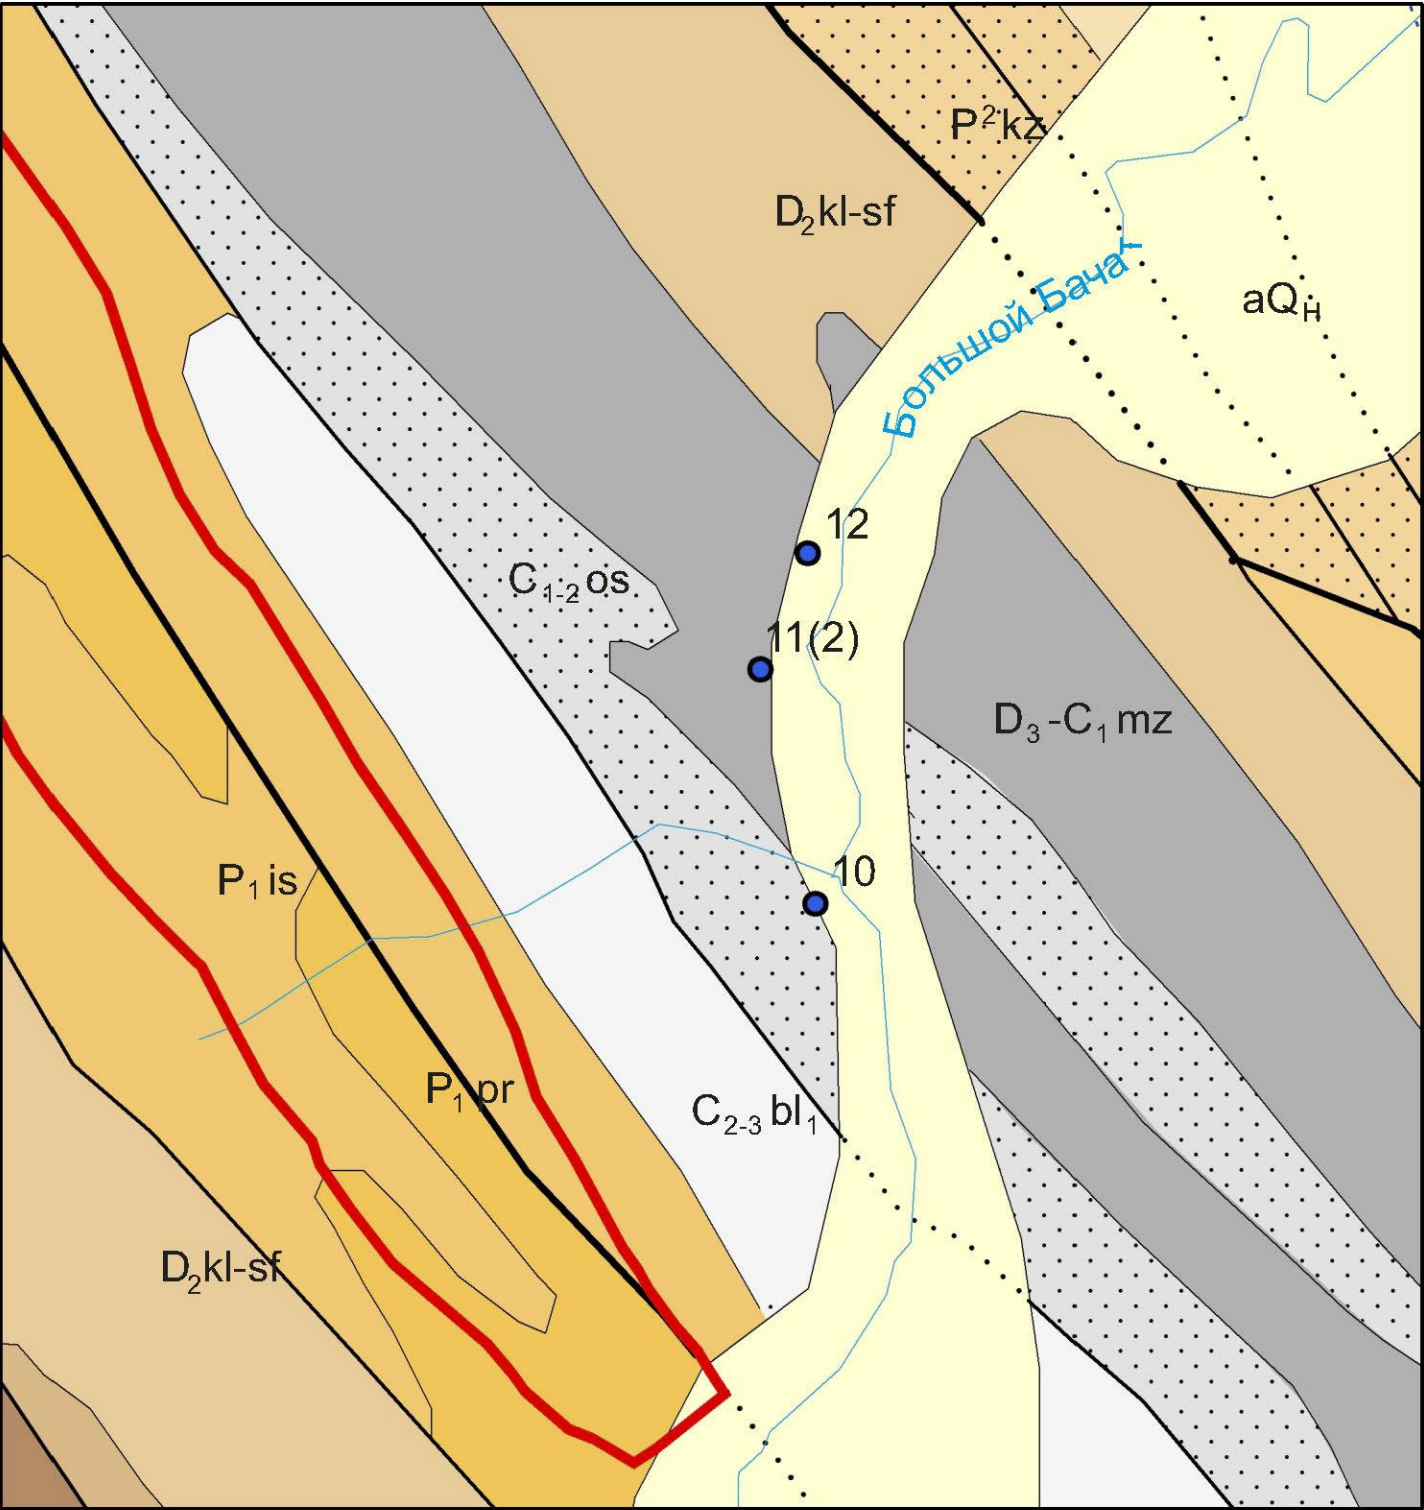 P²kz
D₂kl-sf
aQH
Большой Бачат
12
C₁₋₂os
11(2)
D₃-C₁mz
10
P₁is
P₁pr
C₂₋₃bl₁
D₂kl-sf